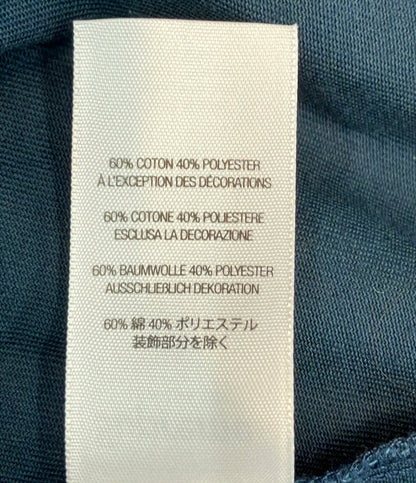 60% COTON 40% POLYESTER
À L'EXCEPTION DES DÉCORATIONS
60% COTONE 40% POLIESTERE
ESCLUSA LA DECORAZIONE
60% BAUMWOLLE 40% POLYESTER
AUSSCHLIEßLICH DEKORATION
60% 綿 40% ポリエステル
装飾部分を除く